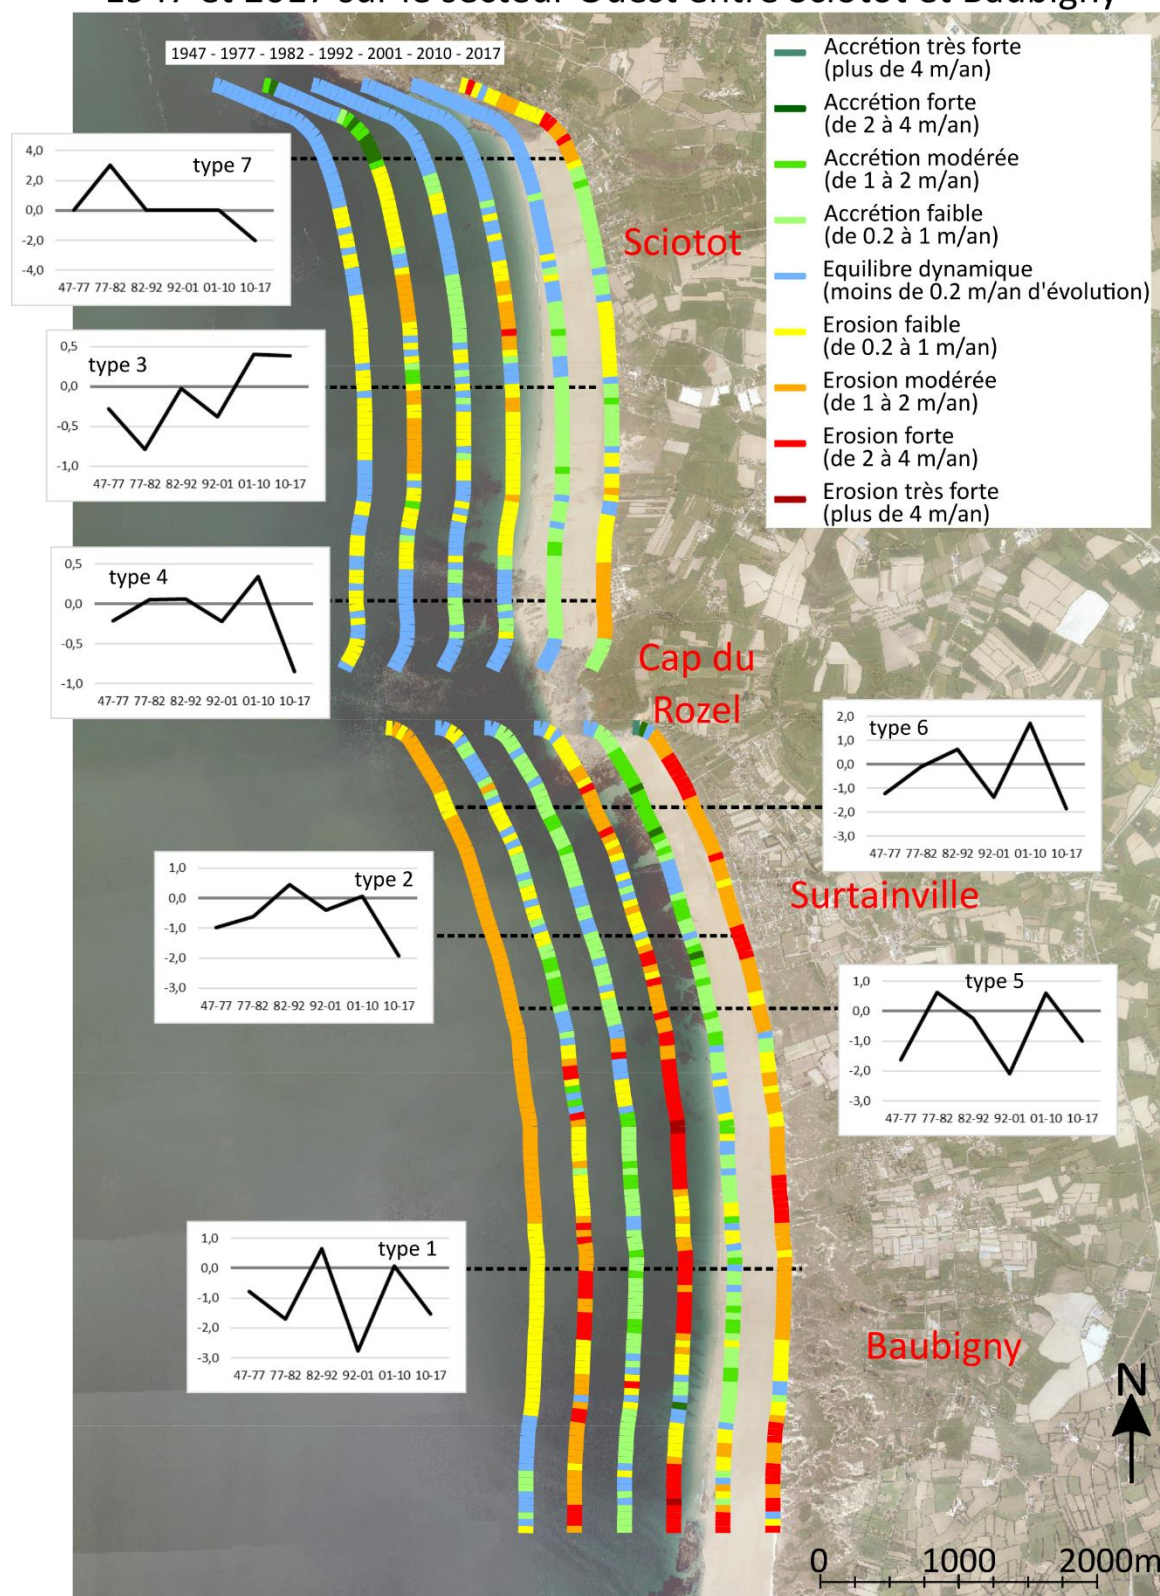 1947 et 2017 sur le secteur Ouest entre Sciotot et Baubigny
1947 - 1977 - 1982 - 1992 - 2001 - 2010 - 2017
Accrétion très forte
(plus de 4 m/an)
Accrétion forte
(de 2 à 4 m/an)
Accrétion modérée
(de 1 à 2 m/an)
Accrétion faible
(de 0.2 à 1 m/an)
Equilibre dynamique
(moins de 0.2 m/an d'évolution)
Erosion faible
(de 0.2 à 1 m/an)
Erosion modérée
(de 1 à 2 m/an)
Erosion forte
(de 2 à 4 m/an)
Erosion très forte
(plus de 4 m/an)
type 7
4,0
2,0
0,0
-2,0
-4,0
47-77 77-82 82-92 92-01 01-10 10-17
Sciotot
type 3
0,5
0,0
-0,5
-1,0
47-77 77-82 82-92 92-01 01-10 10-17
type 4
0,5
0,0
-0,5
-1,0
47-77 77-82 82-92 92-01 01-10 10-17
Cap du
Rozel
type 6
2,0
1,0
0,0
-1,0
-2,0
-3,0
47-77 77-82 82-92 92-01 01-10 10-17
type 2
1,0
0,0
-1,0
-2,0
-3,0
47-77 77-82 82-92 92-01 01-10 10-17
Surtainville
type 5
1,0
0,0
-1,0
-2,0
-3,0
47-77 77-82 82-92 92-01 01-10 10-17
type 1
1,0
0,0
-1,0
-2,0
-3,0
47-77 77-82 82-92 92-01 01-10 10-17
Baubigny
N
0 1000 2000m